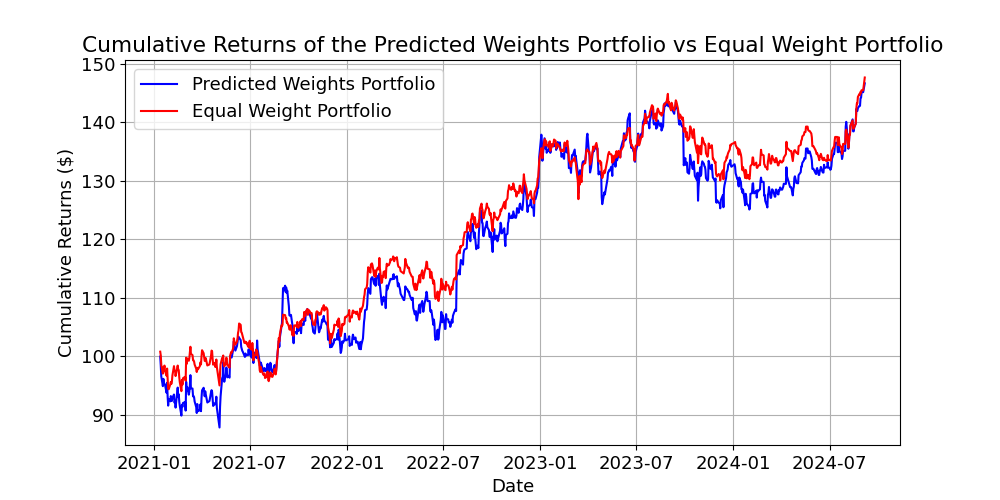 Cumulative Returns of the Predicted Weights Portfolio vs Equal Weight Portfolio
Predicted Weights Portfolio
Equal Weight Portfolio
Cumulative Returns ($)
150
140
130
120
110
100
90
2021-01 2021-07 2022-01 2022-07 2023-01 2023-07 2024-01 2024-07
Date